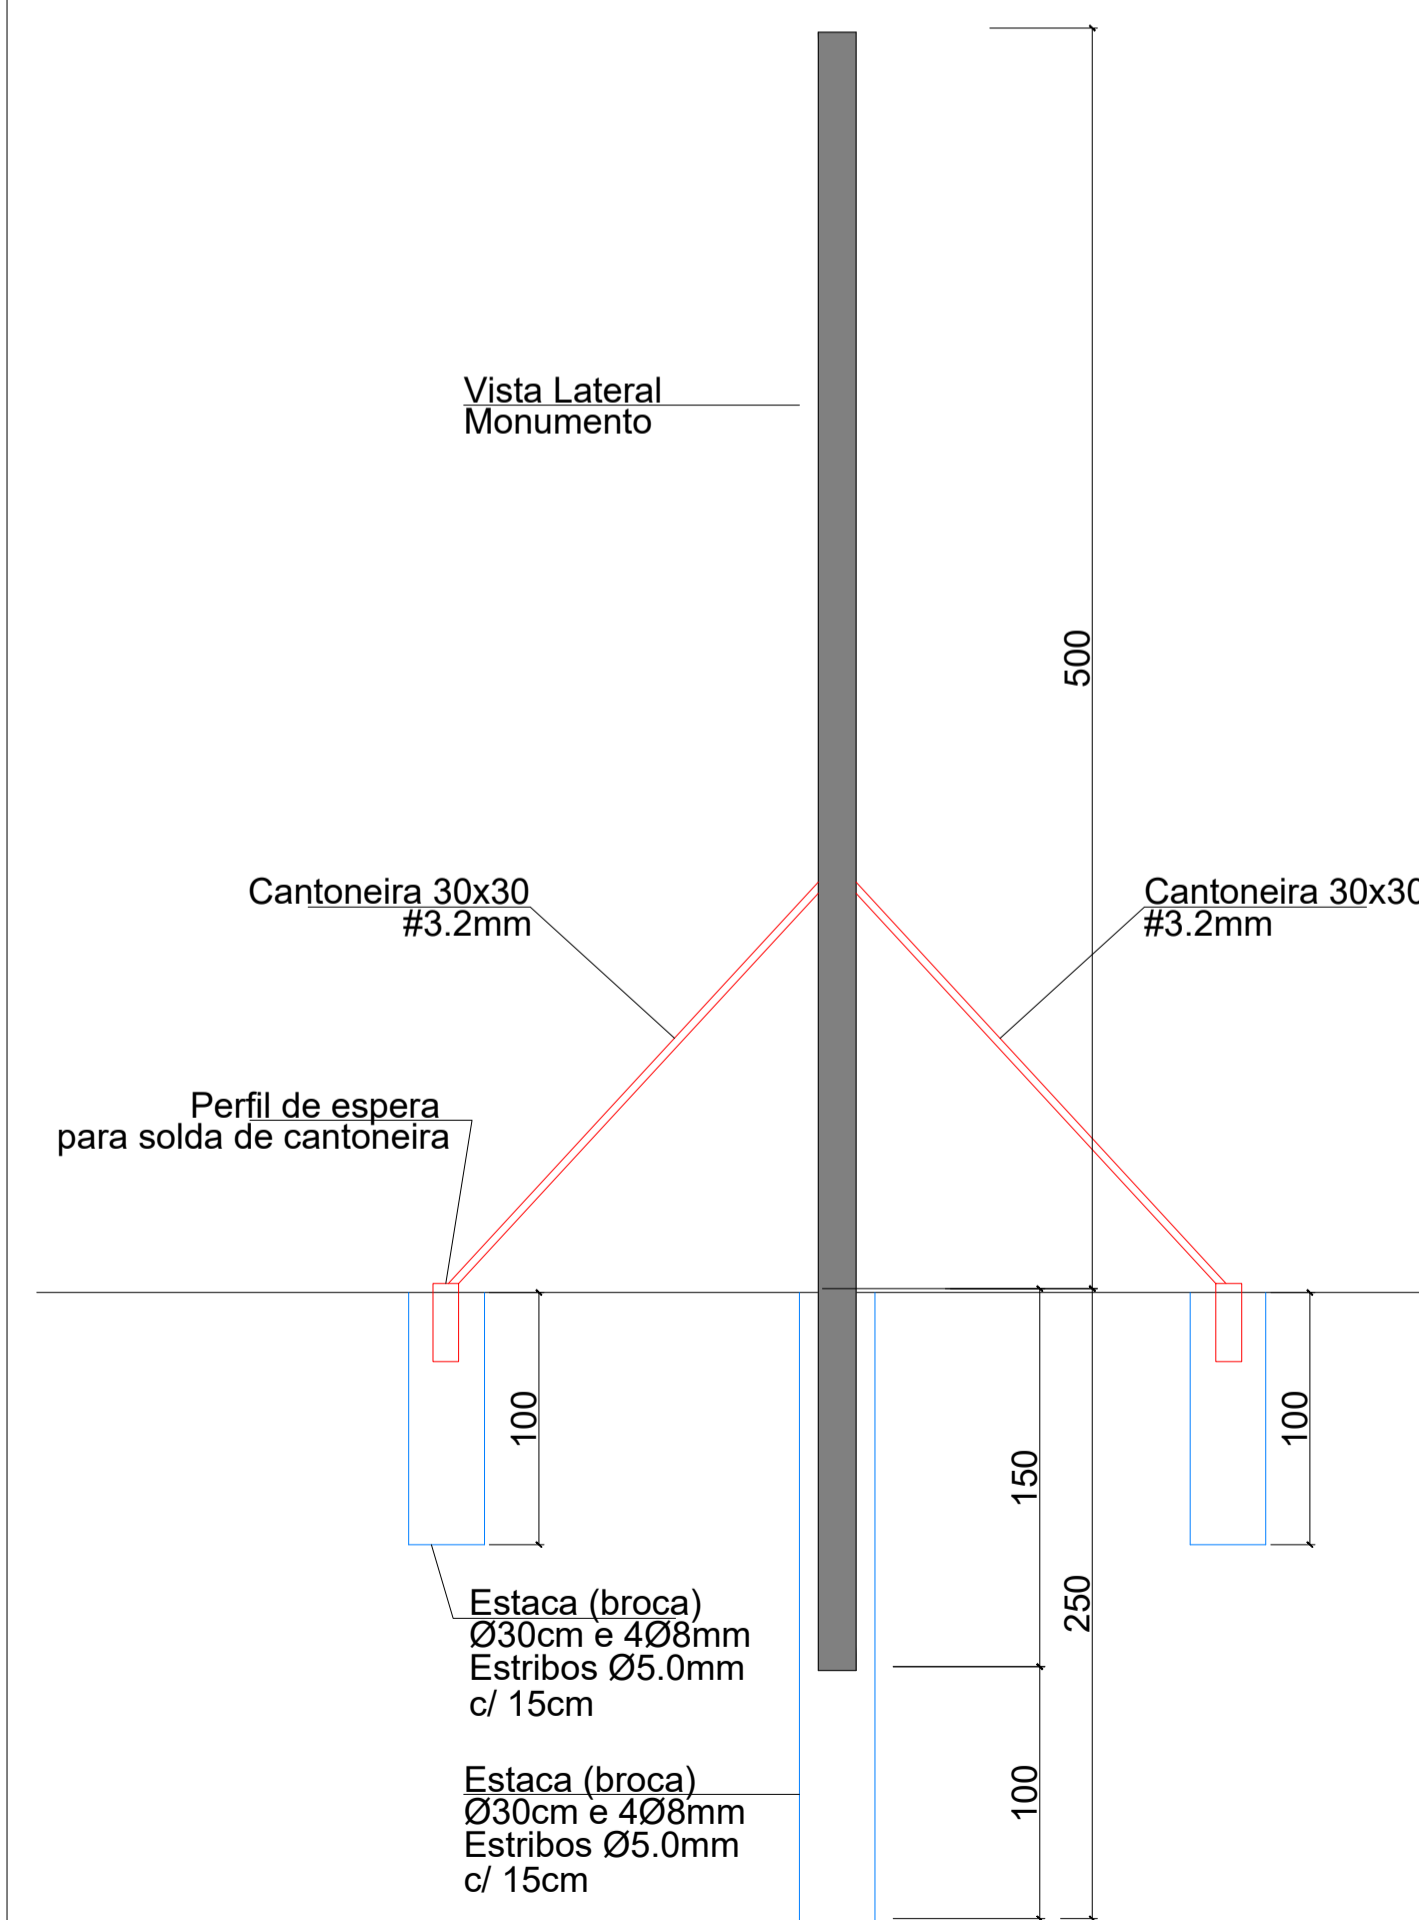 Vista Lateral
Monumento
500
Cantoneira 30x30
#3.2mm
Cantoneira 30x30
#3.2mm
Perfil de espera
para solda de cantoneira
100
150
100
250
Estaca (broca)
Ø30cm e 4Ø8mm
Estribos Ø5.0mm
c/ 15cm
Estaca (broca)
Ø30cm e 4Ø8mm
Estribos Ø5.0mm
c/ 15cm
100